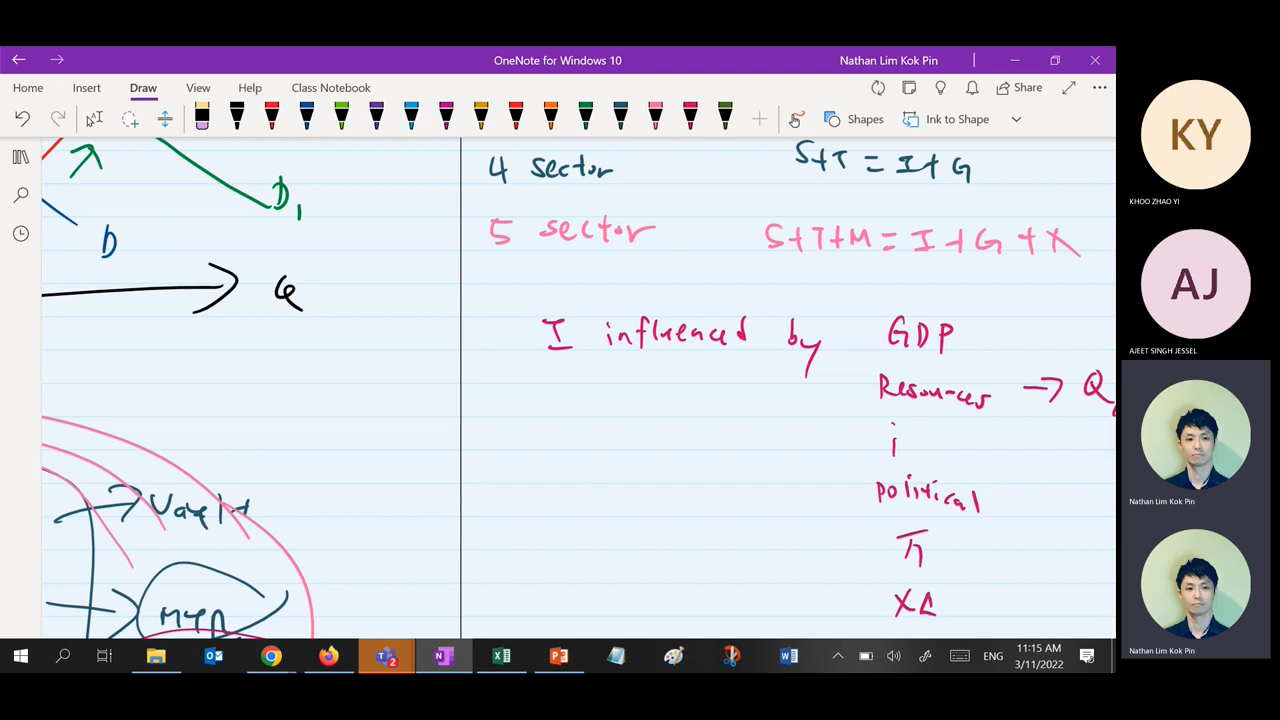 OneNote for Windows 10
Nathan Lim Kok Pin
Home Insert Draw View Help Class Notebook
Share
Shapes
Ink to Shape
4 sector S+T = I+G
D1
5 sector S+T+M = I+G+X
D
Q
I influenced by GDP
Resources → Q
i
political
π
MYR
KY
KHOO ZHAO YI
AJ
AJEET SINGH JESSEL
Nathan Lim Kok Pin
Nathan Lim Kok Pin
2
ENG
11:15 AM
3/11/2022